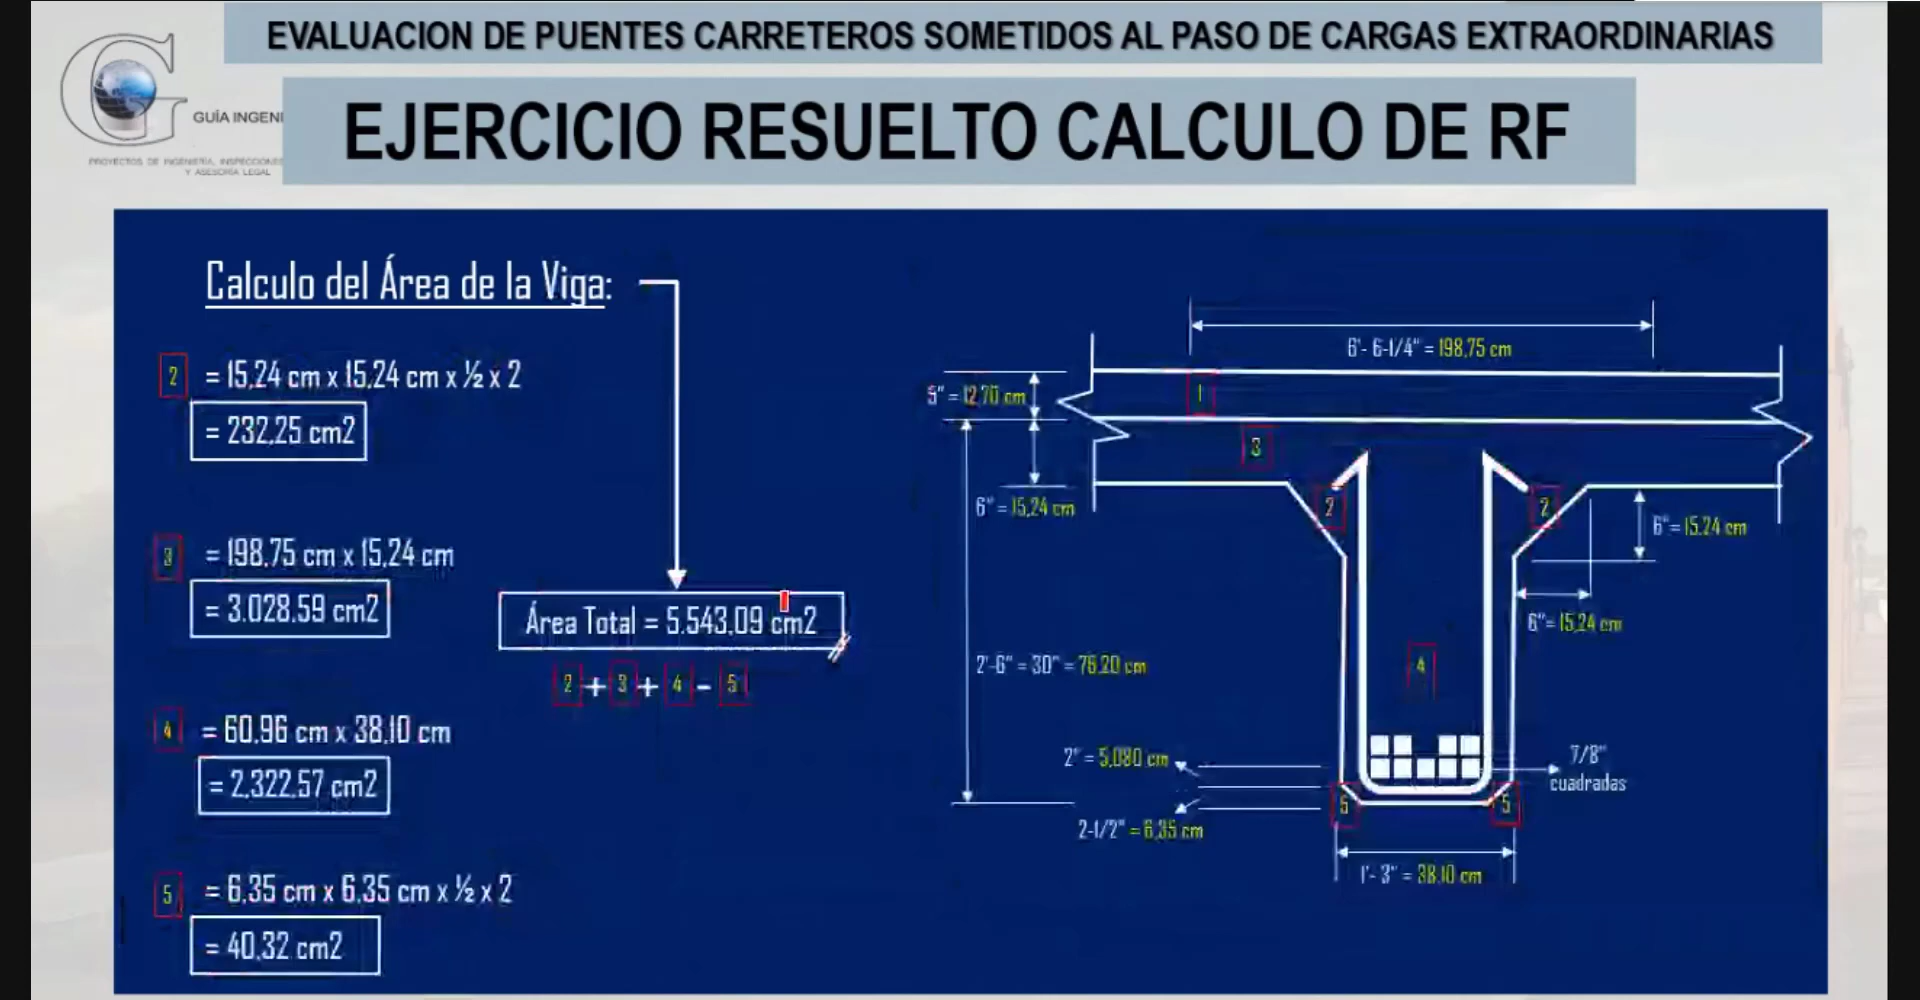 EVALUACION DE PUENTES CARRETEROS SOMETIDOS AL PASO DE CARGAS EXTRAORDINARIAS
EJERCICIO RESUELTO CALCULO DE RF
G
GUÍA INGENI
PROYECTOS DE INGENIERÍA, INSPECCIONES
Y ASESORÍA LEGAL
Calculo del Área de la Viga:
2 = 15,24 cm x 15,24 cm x ½ x 2
= 232,25 cm2
3 = 198,75 cm x 15,24 cm
= 3.028,59 cm2
4 = 60,96 cm x 38,10 cm
= 2,322,57 cm2
5 = 6,35 cm x 6,35 cm x ½ x 2
= 40,32 cm2
Área Total = 5.543,09 cm2
2 + 3 + 4 - 5
6'- 6-1/4" = 198,75 cm
5" = 12,70 cm
1
3
6" = 15,24 cm
2
2
6" = 15,24 cm
6" = 15,24 cm
4
2'-6" = 30" = 76,20 cm
2" = 5,080 cm
7/8"
cuadradas
5
5
2-1/2" = 6,35 cm
1'- 3" = 38,10 cm